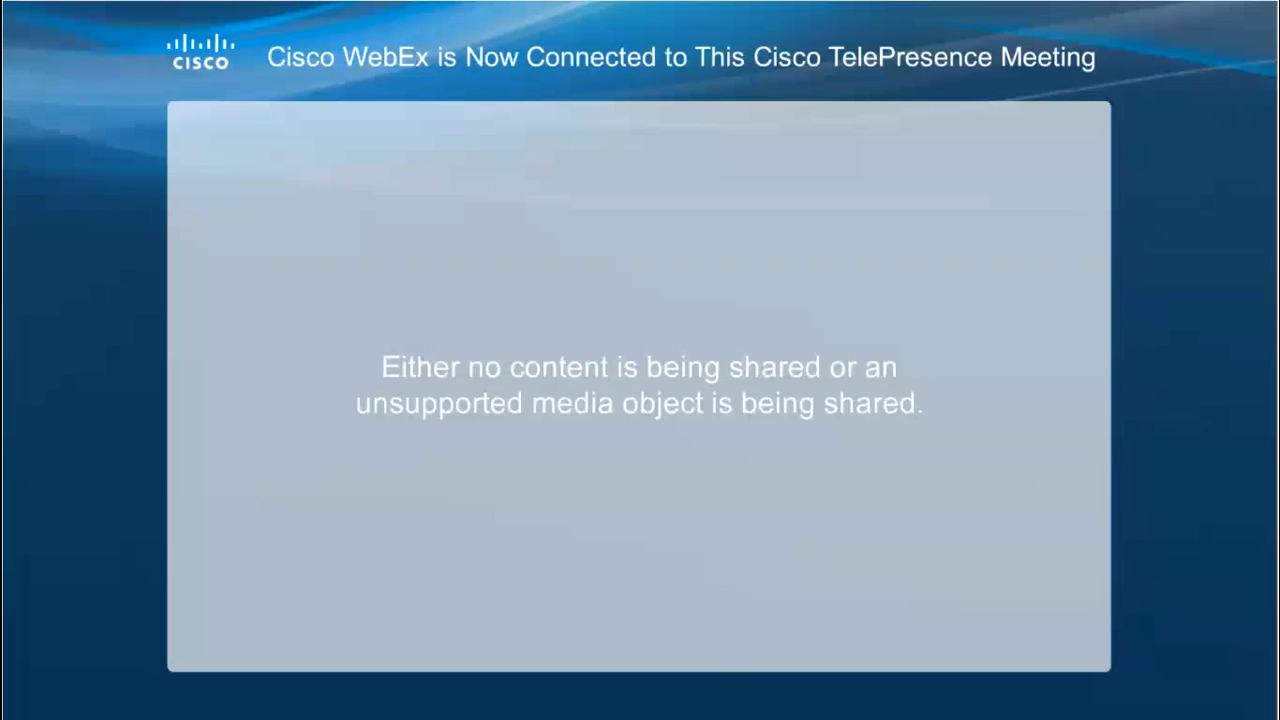 CISCO
Cisco WebEx is Now Connected to This Cisco TelePresence Meeting
Either no content is being shared or an
unsupported media object is being shared.